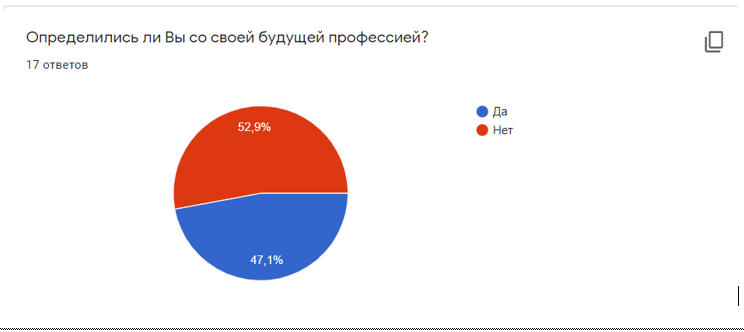 Определились ли Вы со своей будущей профессией?
17 ответов
Да
Нет
52,9%
47,1%